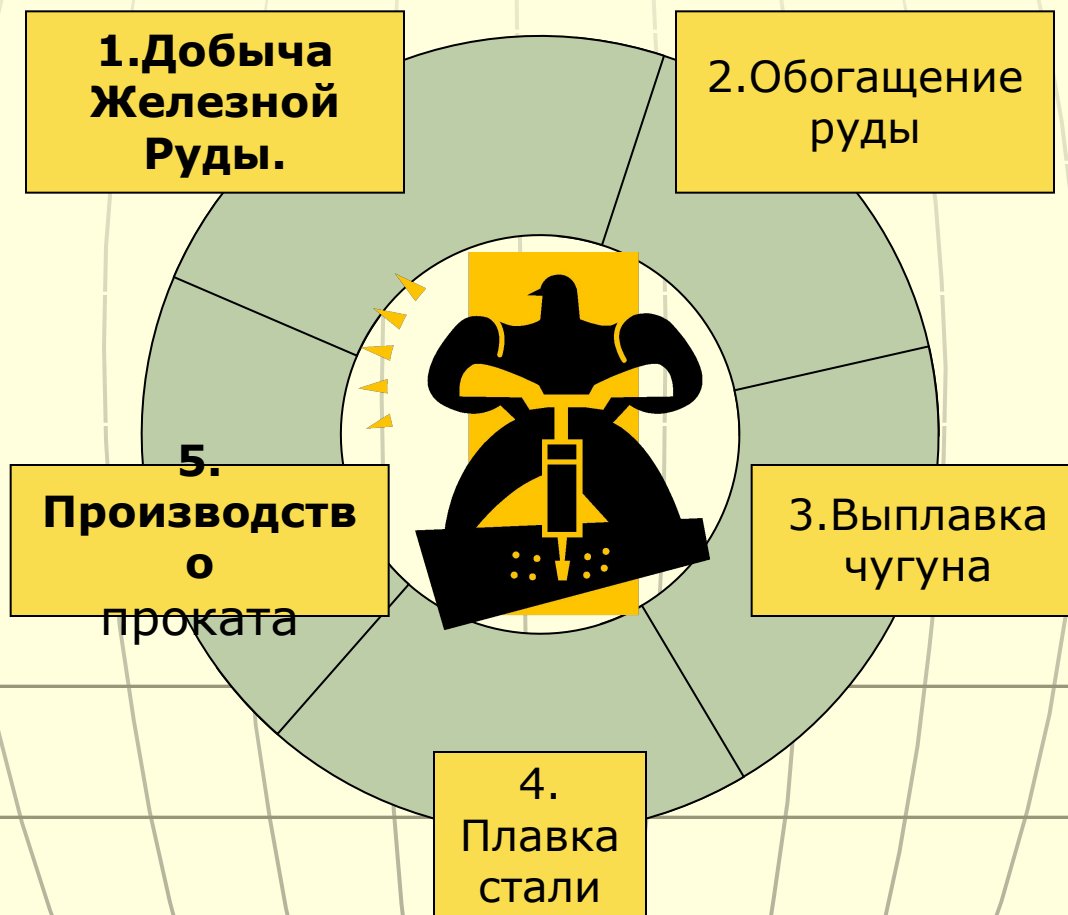 1.Добыча
Железной
Руды.
2.Обогащение
руды
3.Выплавка
чугуна
4.
Плавка
стали
5.
Производств
о
проката